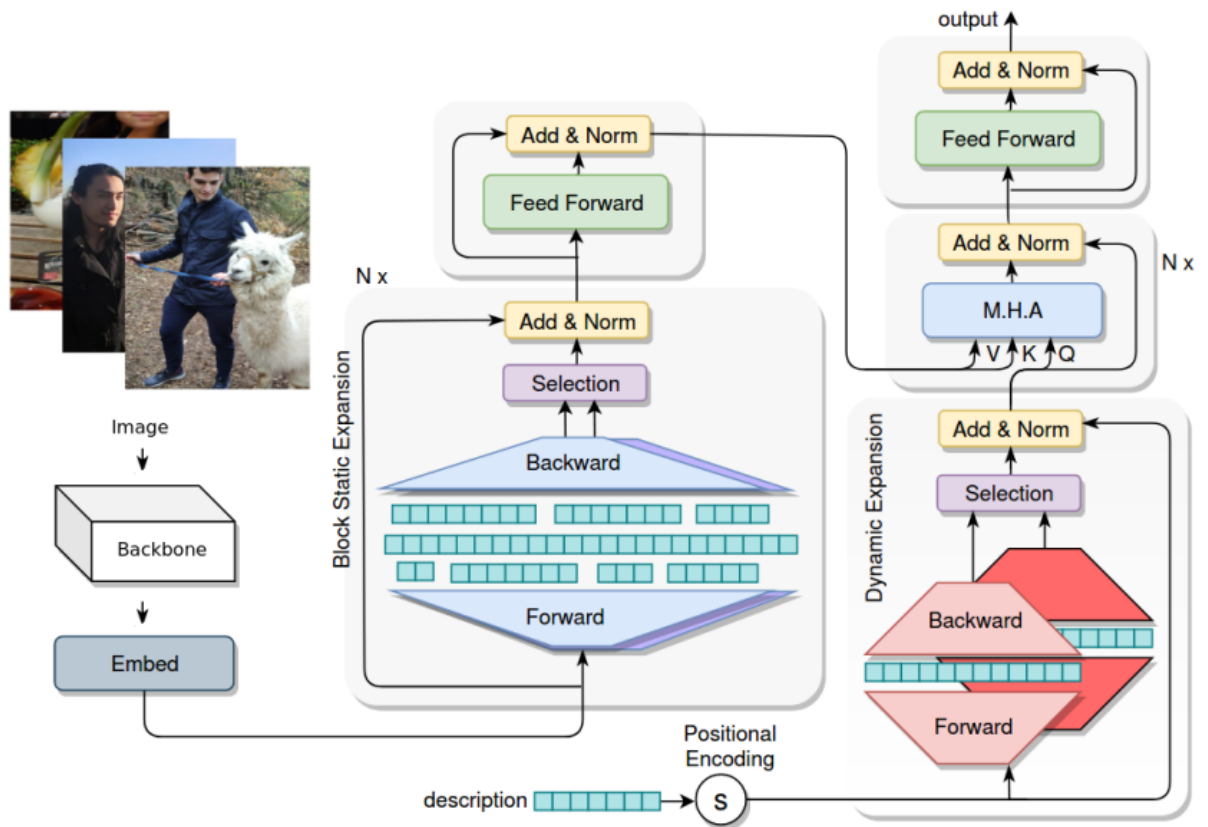 Image
Backbone
Embed
N x
Add & Norm
Feed Forward
Block Static Expansion
Add & Norm
Selection
Backward
Forward
description
Positional
Encoding
S
output
Add & Norm
Feed Forward
N x
Add & Norm
M.H.A
V K Q
Dynamic Expansion
Add & Norm
Selection
Backward
Forward